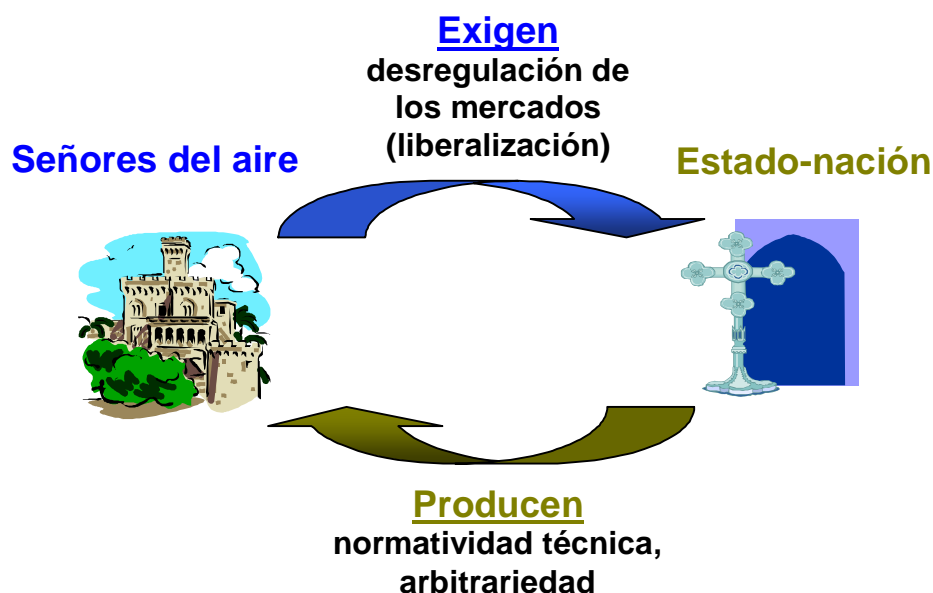 Exigen
desregulación de
los mercados
(liberalización)
Señores del aire
Estado-nación
Producen
normatividad técnica,
arbitrariedad